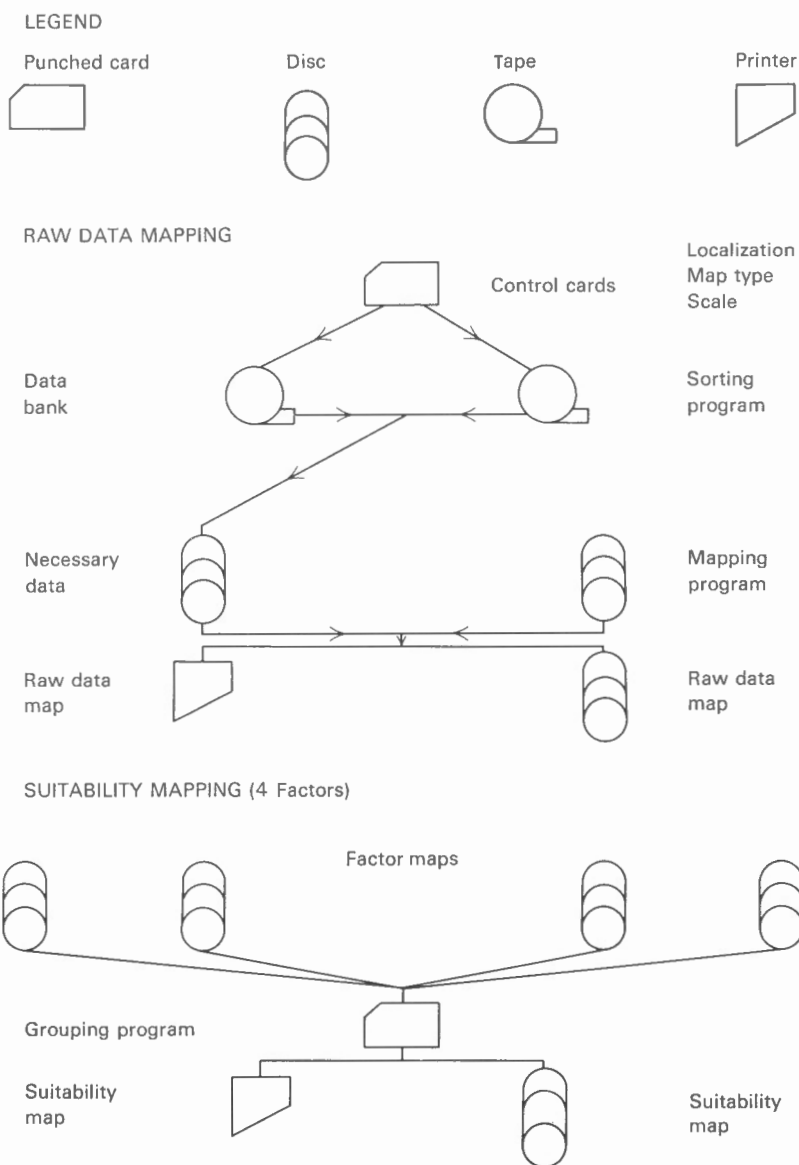 LEGEND
Punched card
Disc
Tape
Printer
RAW DATA MAPPING
Control cards
Localization
Map type
Scale
Data
bank
Sorting
program
Necessary
data
Mapping
program
Raw data
map
Raw data
map
SUITABILITY MAPPING (4 Factors)
Factor maps
Grouping program
Suitability
map
Suitability
map